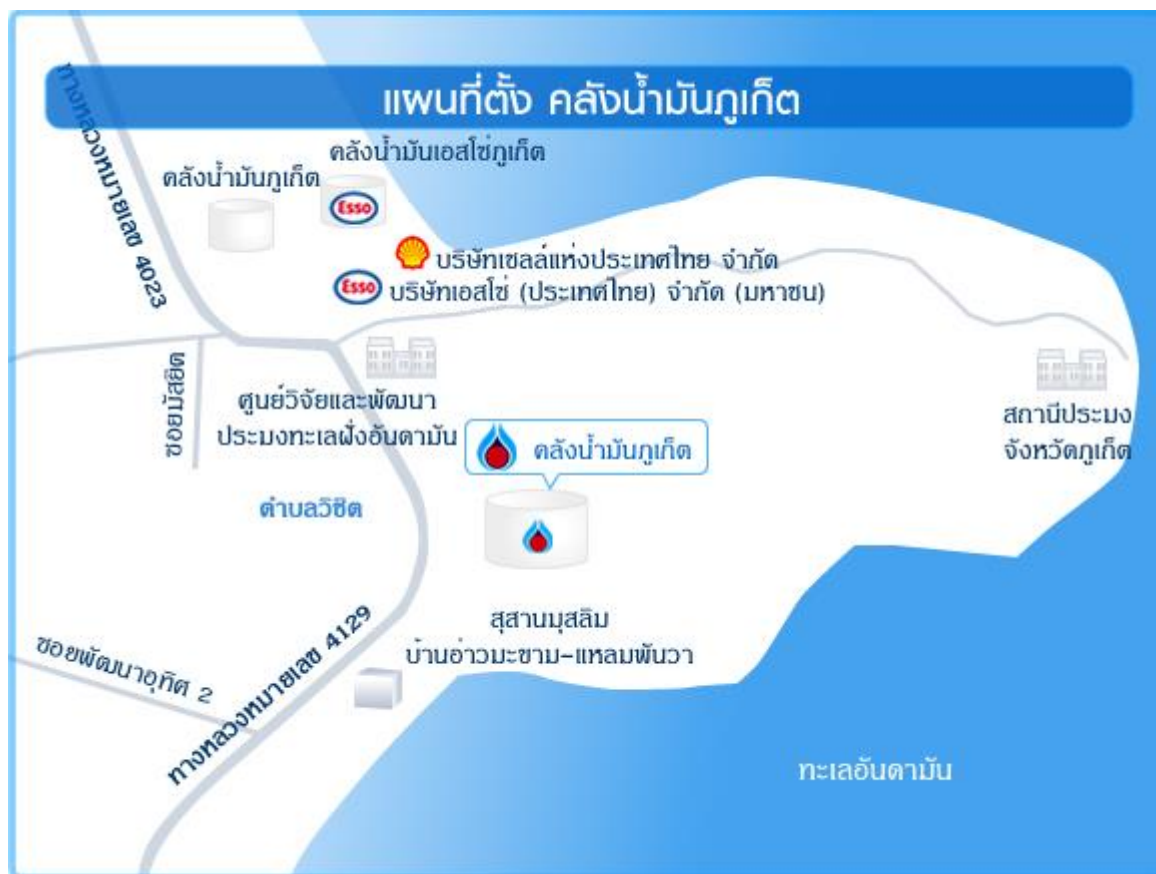 แผนที่ตั้ง คลังน้ำมันภูเก็ต
ทางหลวงหมายเลข 4023
คลังน้ำมันเอสโซ่ภูเก็ต
คลังน้ำมันภูเก็ต
Esso
บริษัทเชลล์แห่งประเทศไทย จำกัด
Esso
บริษัทเอสโซ่ (ประเทศไทย) จำกัด (มหาชน)
ซอยมัสยิด
ศูนย์วิจัยและพัฒนา
ประมงทะเลฝั่งอันดามัน
สถานีประมง
จังหวัดภูเก็ต
คลังน้ำมันภูเก็ต
ตำบลวิชิต
สุสานมุสลิม
บ้านอ่าวมะขาม-แหลมพันวา
ซอยพัฒนาอุทิศ 2
ทางหลวงหมายเลข 4129
ทะเลอันดามัน